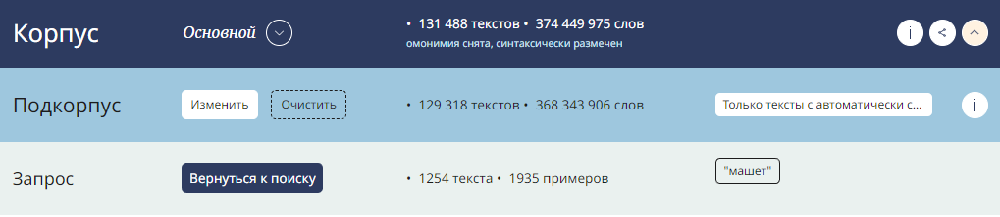 Корпус
Основной
• 131 488 текстов • 374 449 975 слов
омонимия снята, синтаксически размечен
i
Подкорпус
Изменить
Очистить
• 129 318 текстов • 368 343 906 слов
Только тексты с автоматически с...
i
Запрос
Вернуться к поиску
• 1254 текста • 1935 примеров
"машет"